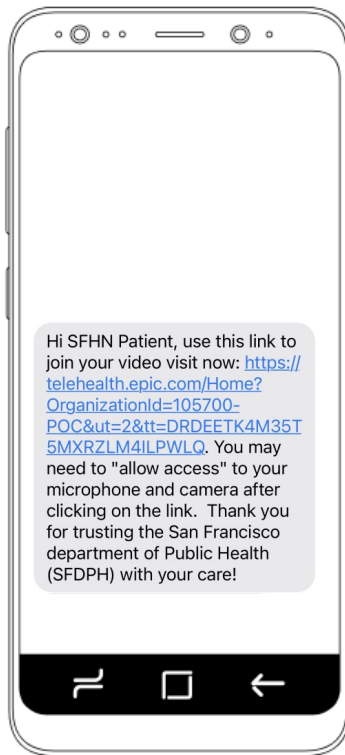 Hi SFHN Patient, use this link to
join your video visit now: https://
telehealth.epic.com/Home?
OrganizationId=105700-
POC&ut=2&tt=DRDEETK4M35T
5MXRZLM4ILPWLQ. You may
need to "allow access" to your
microphone and camera after
clicking on the link.  Thank you
for trusting the San Francisco
department of Public Health
(SFDPH) with your care!